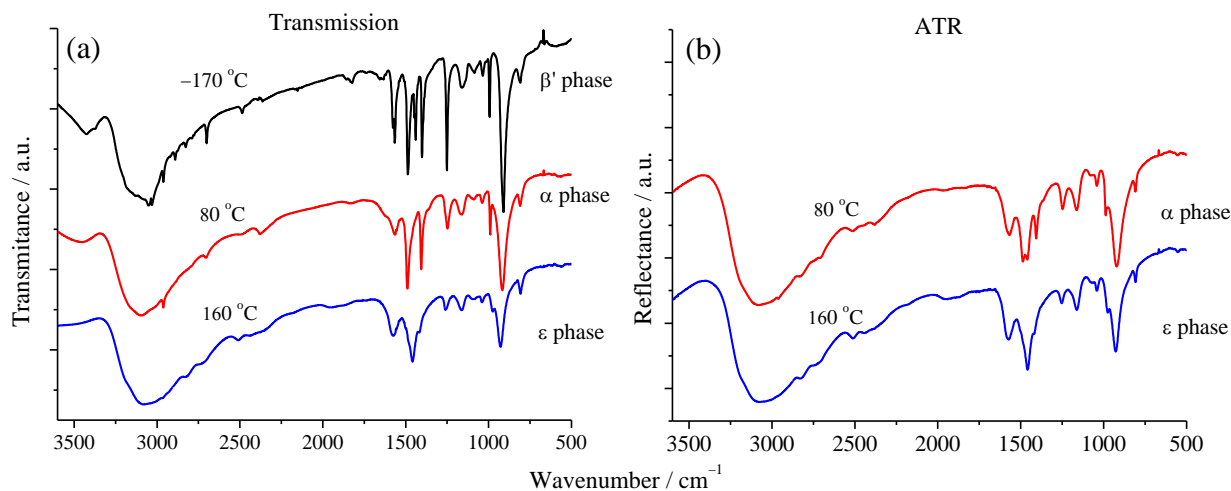 Transmission
ATR
(a)
(b)
−170 °C
β' phase
80 °C
α phase
160 °C
ε phase
80 °C
α phase
160 °C
ε phase
Transmitance / a.u.
Reflectance / a.u.
3500 3000 2500 2000 1500 1000 500
3500 3000 2500 2000 1500 1000 500
Wavenumber / cm⁻¹